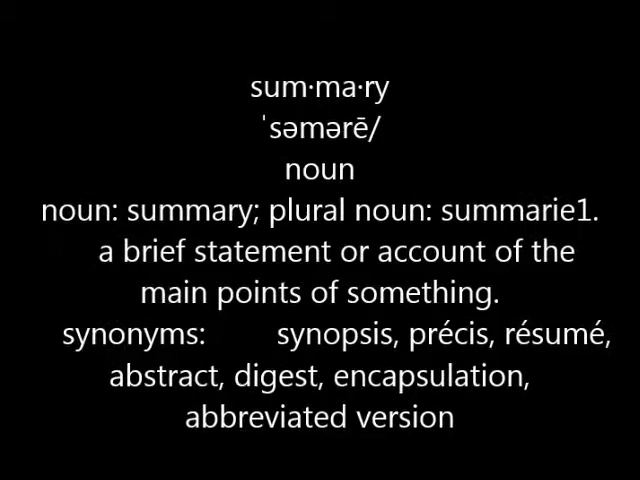 sum·ma·ry
ˈsəmərē/
noun
noun: summary; plural noun: summarie1.
a brief statement or account of the
main points of something.
synonyms: synopsis, précis, résumé,
abstract, digest, encapsulation,
abbreviated version